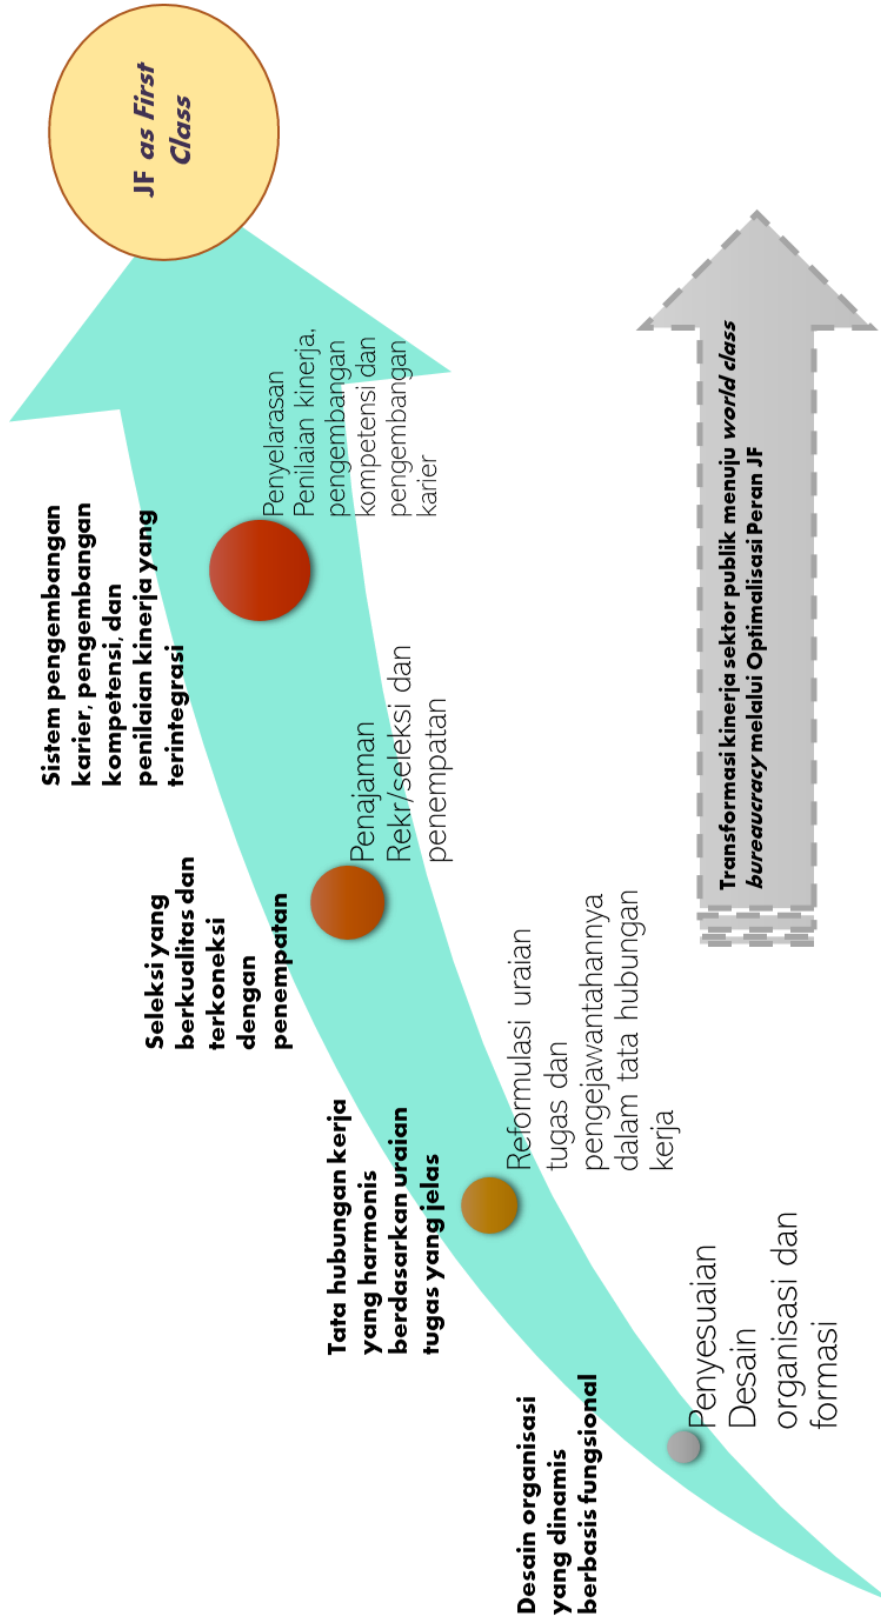 Desain organisasi
yang dinamis
berbasis fungsional
Penyesuaian
Desain
organisasi dan
formasi
Tata hubungan kerja
yang harmonis
berdasarkan uraian
tugas yang jelas
Reformulasi uraian
tugas dan
pengejawantahannya
dalam tata hubungan
kerja
Seleksi yang
berkualitas dan
terkoneksi
dengan
penempatan
Penajaman
Rekr/seleksi dan
penempatan
Sistem pengembangan
karier, pengembangan
kompetensi, dan
penilaian kinerja yang
terintegrasi
Penyelarasan
Penilaian kinerja,
pengembangan
kompetensi dan
pengembangan
karier
JF as First
Class
Transformasi kinerja sektor publik menuju world class
bureaucracy melalui Optimalisasi Peran JF